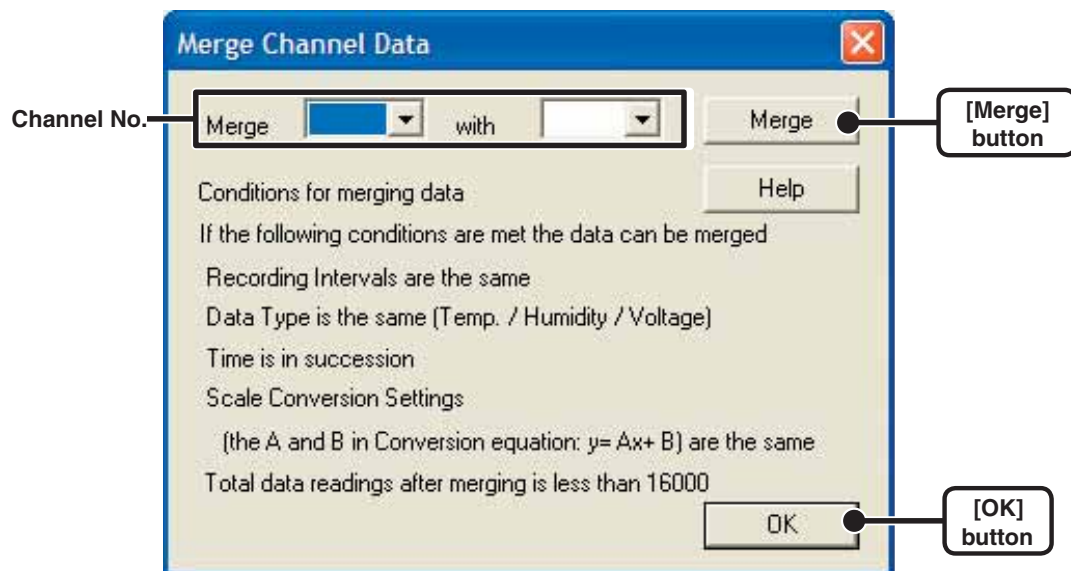 Merge Channel Data
Channel No.
Merge with Merge
[Merge]
button
Conditions for merging data
Help
If the following conditions are met the data can be merged
Recording Intervals are the same
Data Type is the same (Temp. / Humidity / Voltage)
Time is in succession
Scale Conversion Settings
(the A and B in Conversion equation: y= Ax+ B) are the same
Total data readings after merging is less than 16000
OK
[OK]
button